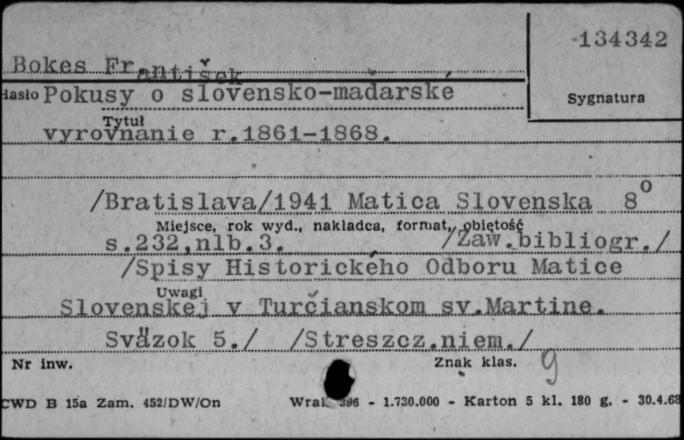 134342
Bokes František
Hasło Pokusy o slovensko-maďarské
Sygnatura
Tytuł
vyrovnanie r.1861-1868.
/Bratislava/1941 Matica Slovenska 8°
Miejsce, rok wyd., nakładca, format, objętość
s.232,nlb.3. /Zaw.bibliogr./
/Spisy Historického Odboru Matice
Uwagi
Slovenskej v Turčianskom sv.Martine.
Sväzok 5./ /Streszcz.niem./
Nr inw. Znak klas. 9
CWD B 15a Zam. 452/DW/On 396 - 1.730.000 - Karton 5 kl. 180 g. - 30.4.68